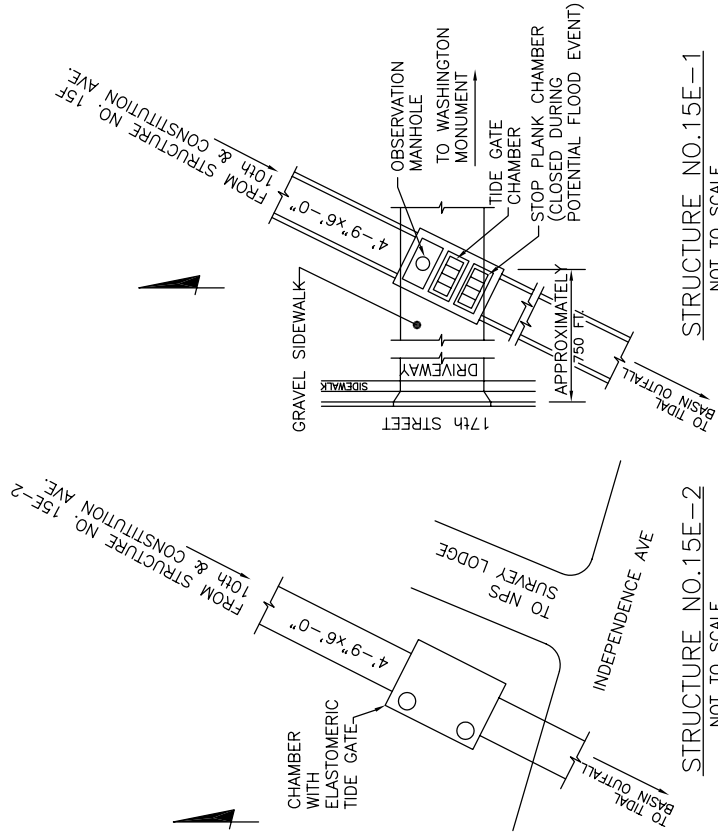 FROM STRUCTURE NO. 15E-2
10th & CONSTITUTION AVE.
4'-9"x6'-0"
CHAMBER
WITH
ELASTOMERIC
TIDE GATE
TO NPS
SURVEY LODGE
INDEPENDENCE AVE
TO TIDAL
BASIN OUTFALL
STRUCTURE NO.15E-2
NOT TO SCALE
FROM STRUCTURE NO. 15F
10th & CONSTITUTION AVE.
4'-9"x6'-0"
GRAVEL SIDEWALK
OBSERVATION
MANHOLE
TO WASHINGTON
MONUMENT
TIDE GATE
CHAMBER
STOP PLANK CHAMBER
(CLOSED DURING
POTENTIAL FLOOD EVENT)
17th STREET
SIDEWALK
DRIVEWAY
APPROXIMATELY
750 FT.
TO TIDAL
BASIN OUTFALL
STRUCTURE NO.15E-1
NOT TO SCALE